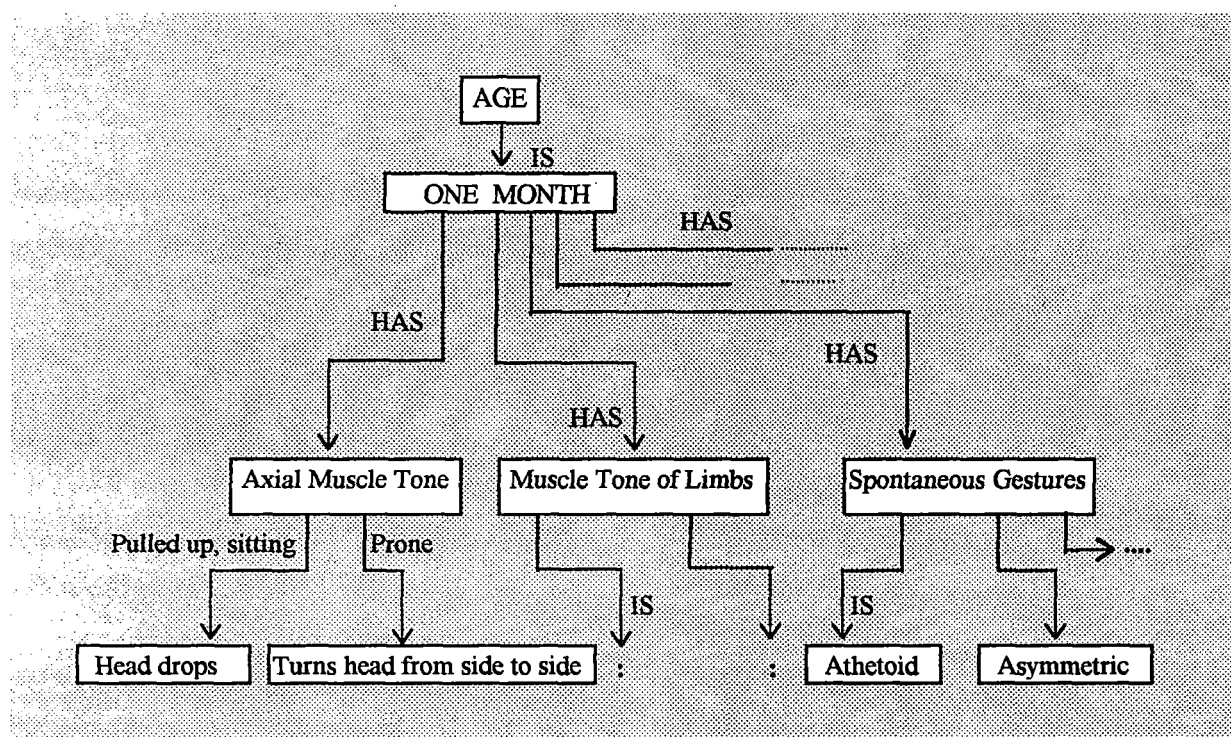 AGE
IS
ONE MONTH
HAS
HAS
HAS
HAS
Axial Muscle Tone
Muscle Tone of Limbs
Spontaneous Gestures
Pulled up, sitting
Prone
IS
IS
Head drops
Turns head from side to side
:
:
Athetoid
Asymmetric